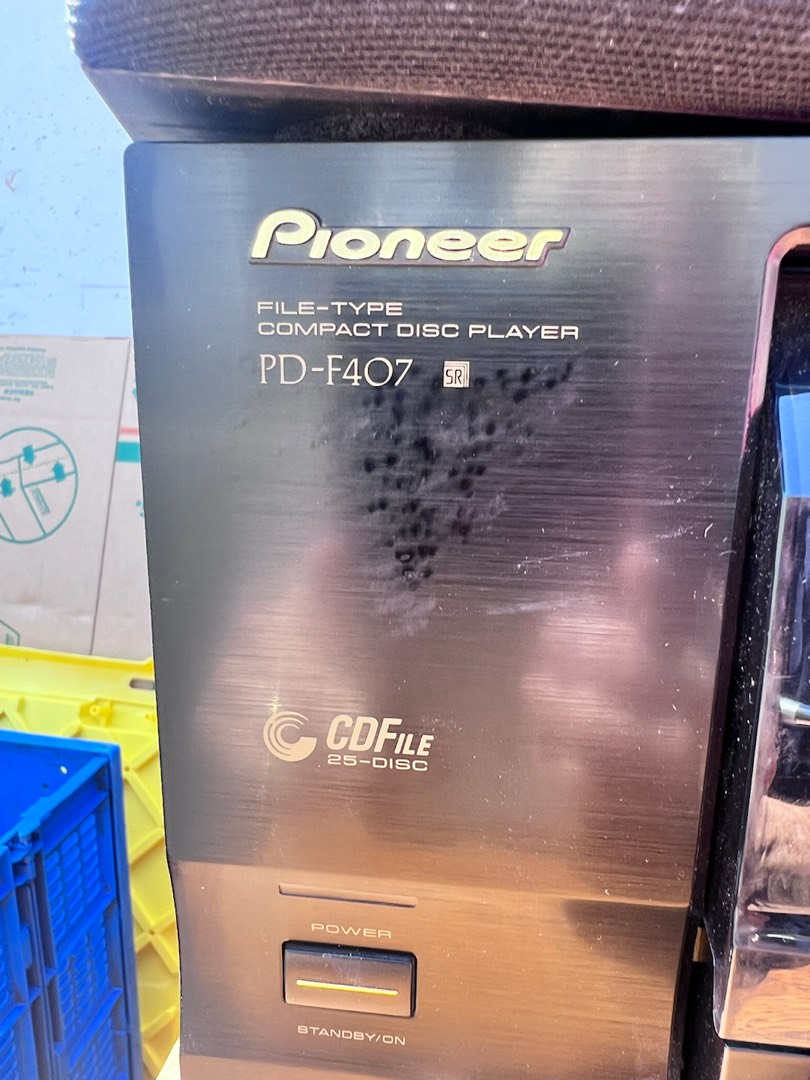 Pioneer
FILE-TYPE
COMPACT DISC PLAYER
PD-F407 SR
CDFILE
25-DISC
POWER
STANDBY/ON